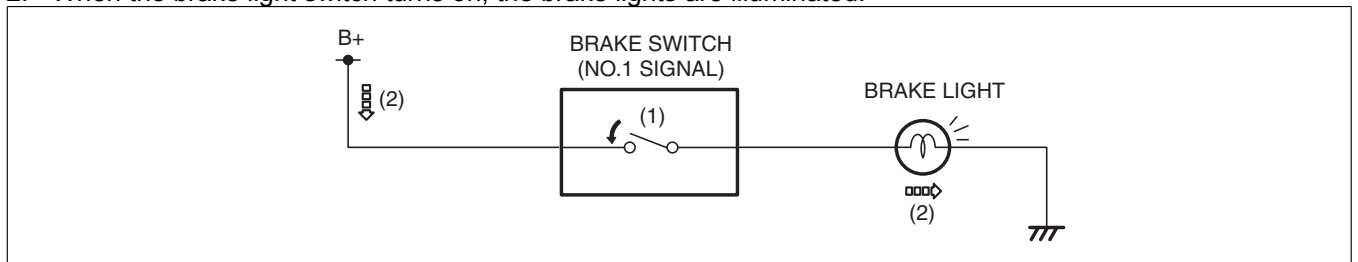 2. When the brake light switch turns on, the brake lights are illuminated.
B+
BRAKE SWITCH
(NO.1 SIGNAL)
BRAKE LIGHT
(2)
(1)
(2)